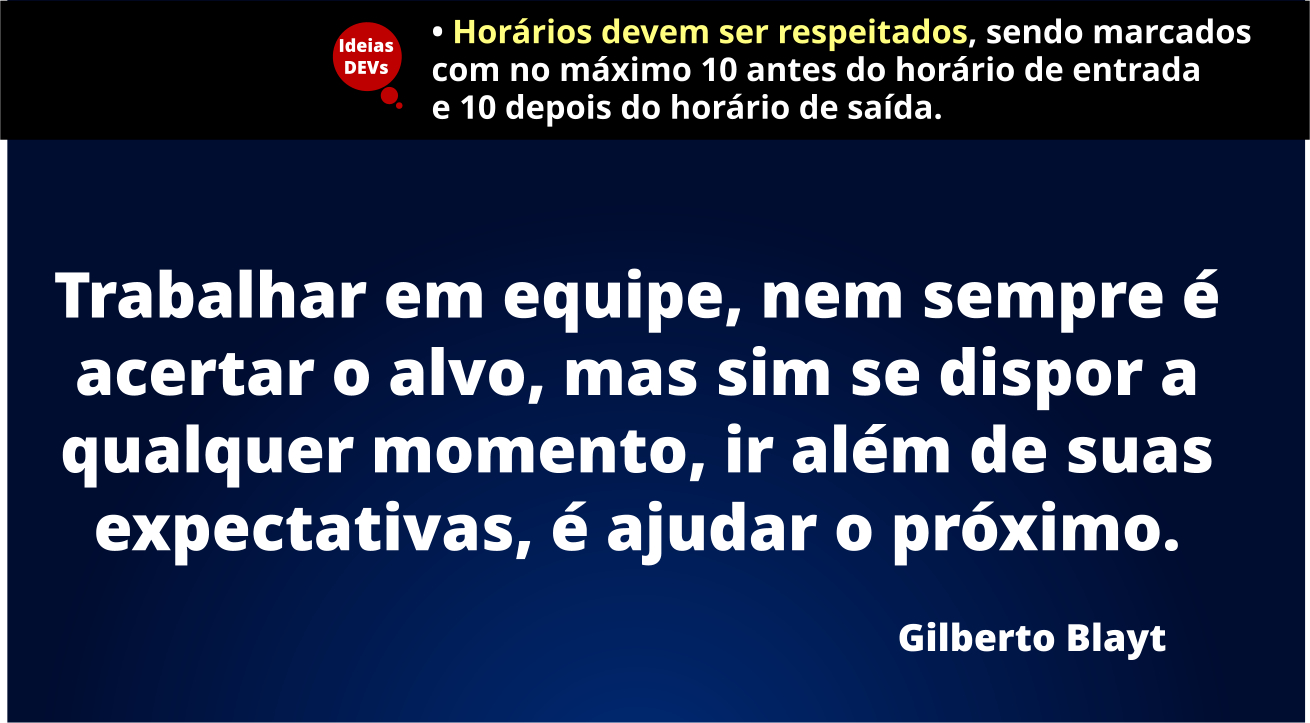 Ideias
DEVs
• Horários devem ser respeitados, sendo marcados
com no máximo 10 antes do horário de entrada
e 10 depois do horário de saída.
Trabalhar em equipe, nem sempre é
acertar o alvo, mas sim se dispor a
qualquer momento, ir além de suas
expectativas, é ajudar o próximo.
Gilberto Blayt